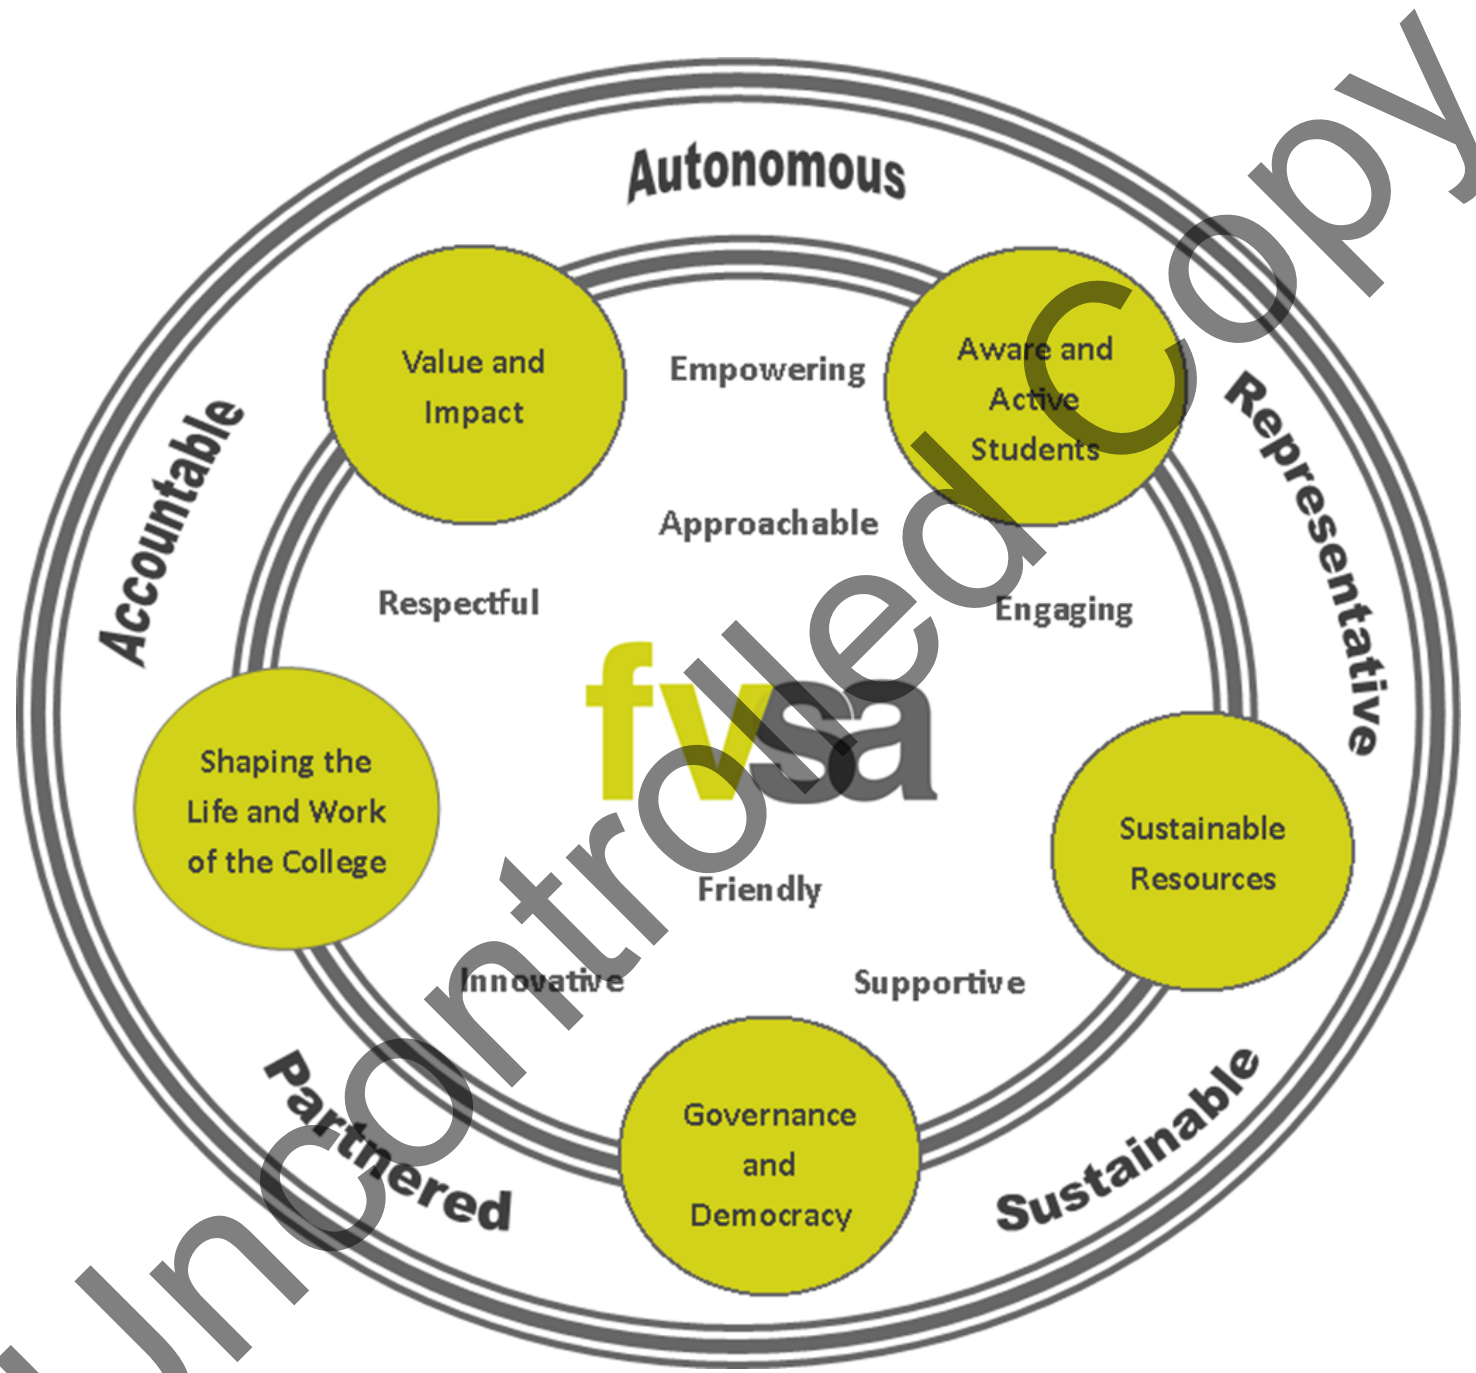 Autonomous
Value and
Impact
Empowering
Aware and
Active
Students
Accountable
Representative
Approachable
Respectful
Engaging
fvsa
Shaping the
Life and Work
of the College
Sustainable
Resources
Friendly
Innovative
Supportive
Governance
and
Democracy
Partnered
Sustainable
Uncontrolled Copy